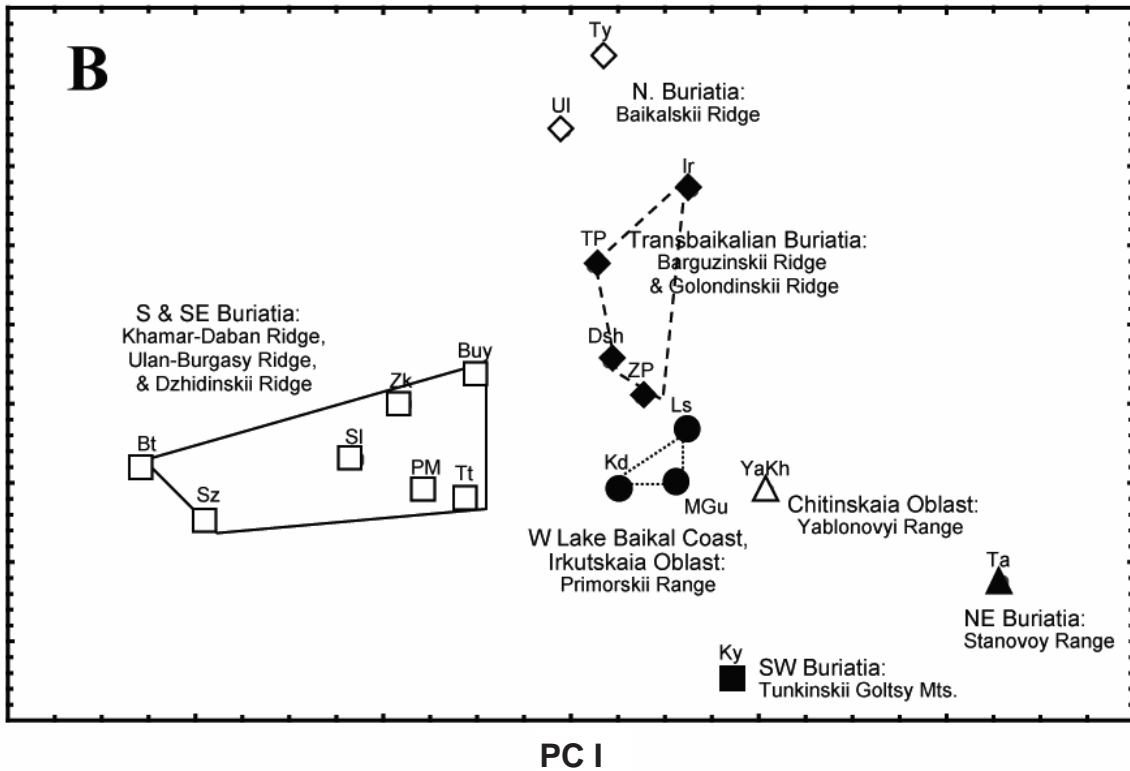 B
Ty
N. Buriatia:
Baikalskii Ridge
Ul
Ir
TP
Transbaikalian Buriatia:
Barguzinskii Ridge
& Golondinskii Ridge
S & SE Buriatia:
Khamar-Daban Ridge,
Ulan-Burgasy Ridge,
& Dzhidinskii Ridge
Buy
Zk
Dsh
ZP
Ls
Bt
Sl
PM
Tt
Sz
Kd
MGu
YaKh
Chitinskaia Oblast:
Yablonovyi Range
W Lake Baikal Coast,
Irkutskaia Oblast:
Primorskii Range
Ta
NE Buriatia:
Stanovoy Range
Ky
SW Buriatia:
Tunkinskii Goltsy Mts.
PC I